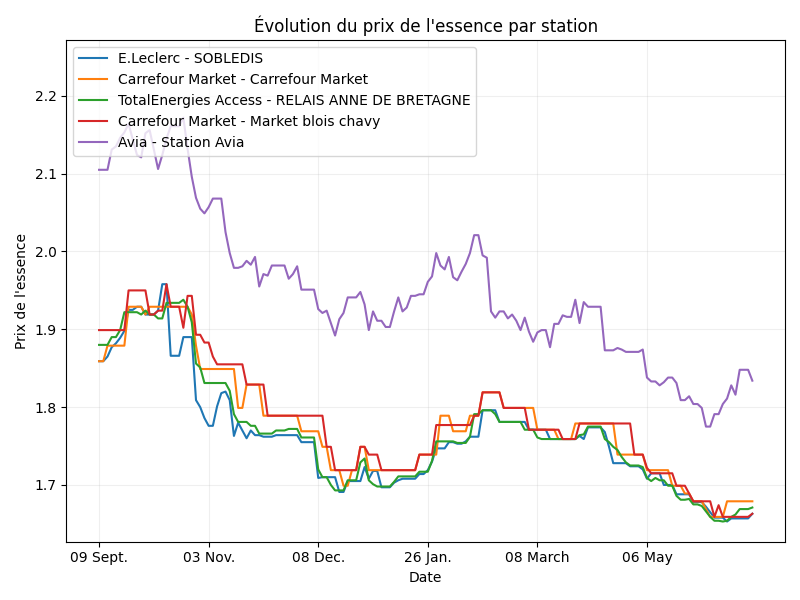 Évolution du prix de l'essence par station
E.Leclerc - SOBLEDIS
Carrefour Market - Carrefour Market
TotalEnergies Access - RELAIS ANNE DE BRETAGNE
Carrefour Market - Market blois chavy
Avia - Station Avia
Prix de l'essence
2.2
2.1
2.0
1.9
1.8
1.7
09 Sept.
03 Nov.
08 Dec.
26 Jan.
08 March
06 May
Date